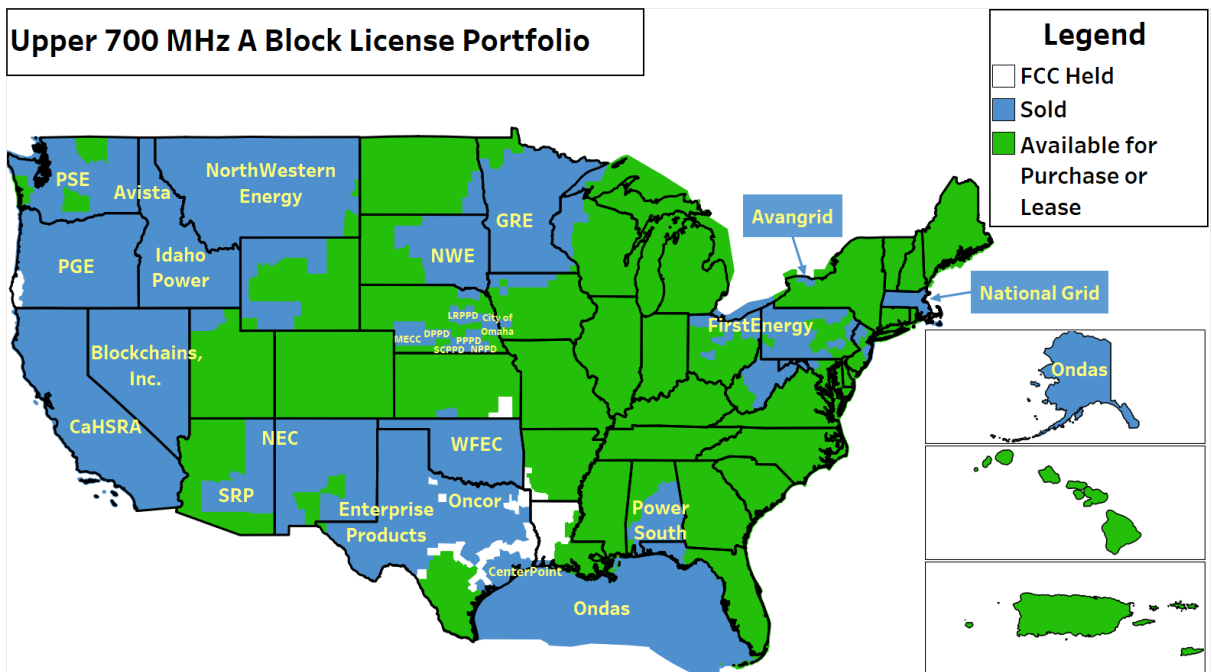 Upper 700 MHz A Block License Portfolio
Legend
FCC Held
Sold
Available for
Purchase or
Lease
PSE
Avista
NorthWestern
Energy
GRE
Avangrid
PGE
Idaho
Power
NWE
National Grid
LRPPD
City of
Omaha
FirstEnergy
MECC
DPPD
PPPD
SCPPD
NPPD
Blockchains,
Inc.
Ondas
CaHSRA
NEC
WFEC
SRP
Oncor
Enterprise
Products
Power
South
CenterPoint
Ondas